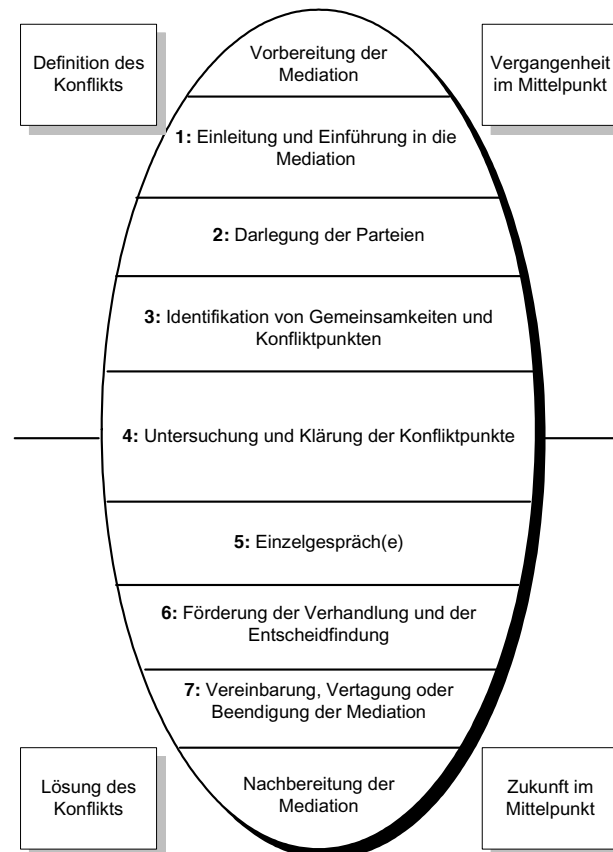 Definition des
Konflikts
Vorbereitung der
Mediation
Vergangenheit
im Mittelpunkt
1: Einleitung und Einführung in die
Mediation
2: Darlegung der Parteien
3: Identifikation von Gemeinsamkeiten und
Konfliktpunkten
4: Untersuchung und Klärung der Konfliktpunkte
5: Einzelgespräch(e)
6: Förderung der Verhandlung und der
Entscheidfindung
7: Vereinbarung, Vertagung oder
Beendigung der Mediation
Lösung des
Konflikts
Nachbereitung der
Mediation
Zukunft im
Mittelpunkt